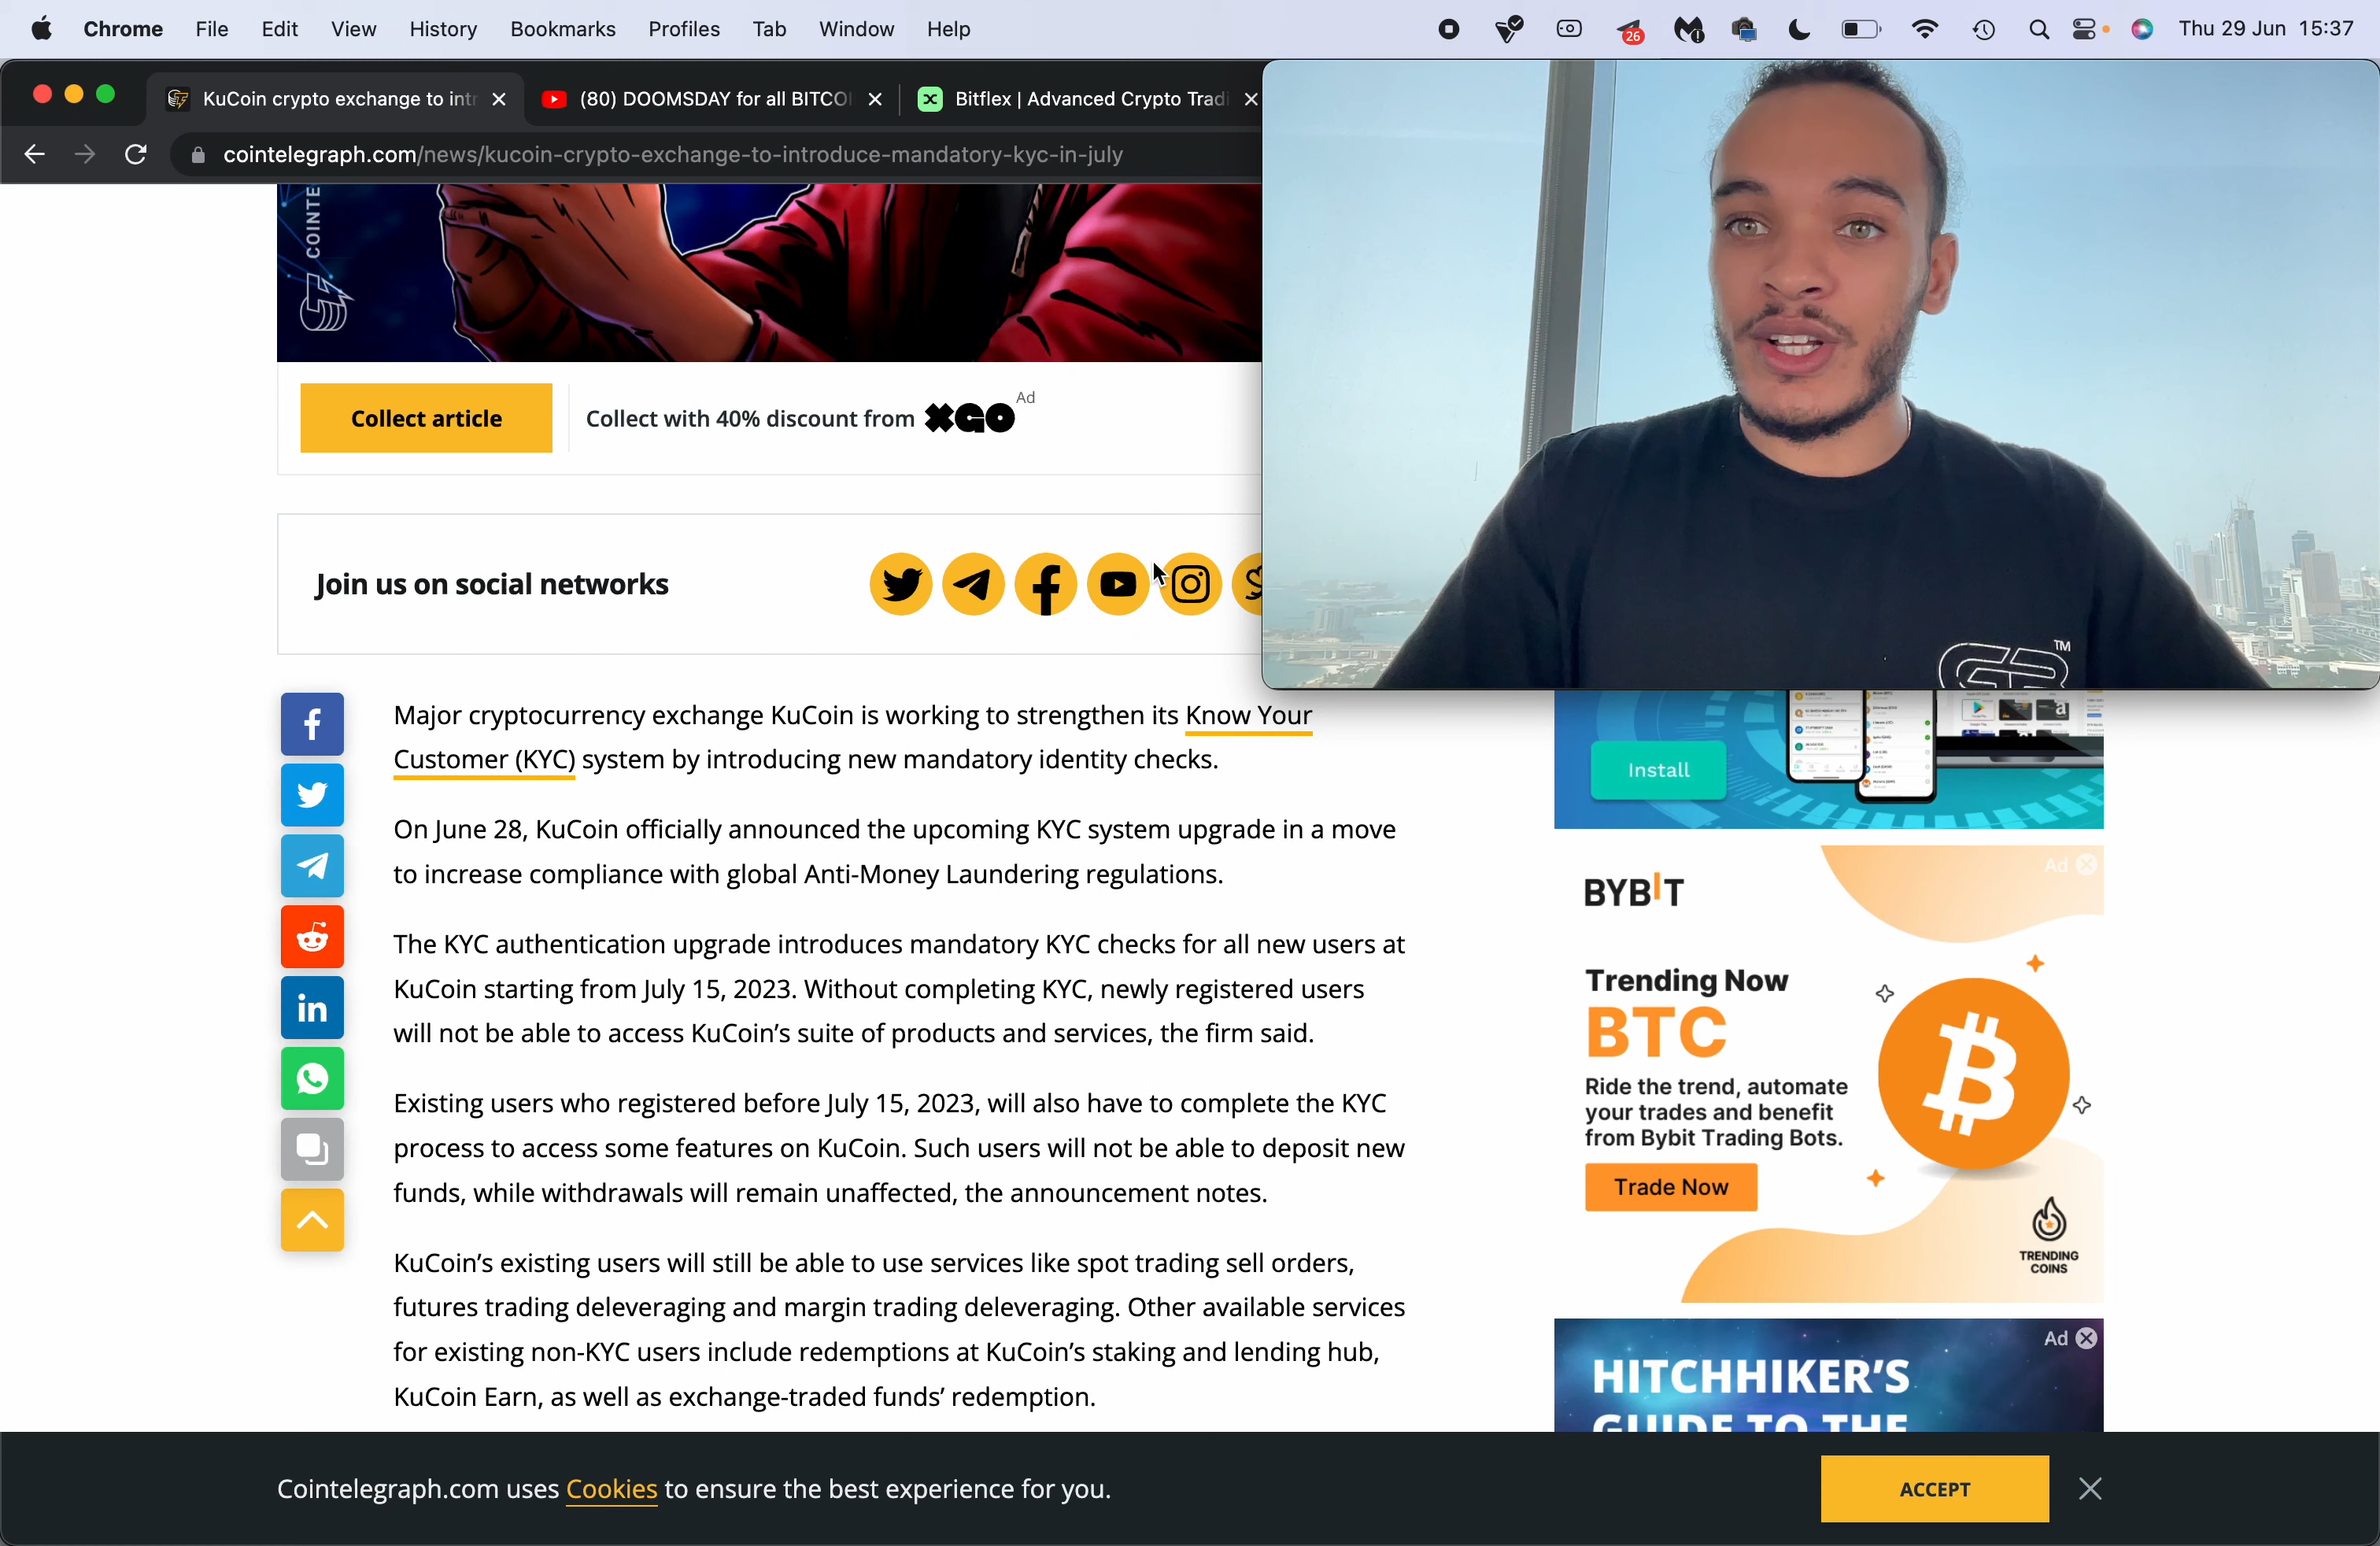 Chrome File Edit View History Bookmarks Profiles Tab Window Help 26 Thu 29 Jun 15:37
KuCoin crypto exchange to intr (80) DOOMSDAY for all BITCOI Bitflex | Advanced Crypto Tradi
cointelegraph.com/news/kucoin-crypto-exchange-to-introduce-mandatory-kyc-in-july
COINTE
Collect article Collect with 40% discount from XGO Ad
Join us on social networks
TM
Major cryptocurrency exchange KuCoin is working to strengthen its Know Your
Customer (KYC) system by introducing new mandatory identity checks.
On June 28, KuCoin officially announced the upcoming KYC system upgrade in a move
to increase compliance with global Anti-Money Laundering regulations.
The KYC authentication upgrade introduces mandatory KYC checks for all new users at
KuCoin starting from July 15, 2023. Without completing KYC, newly registered users
will not be able to access KuCoin’s suite of products and services, the firm said.
Existing users who registered before July 15, 2023, will also have to complete the KYC
process to access some features on KuCoin. Such users will not be able to deposit new
funds, while withdrawals will remain unaffected, the announcement notes.
KuCoin’s existing users will still be able to use services like spot trading sell orders,
futures trading deleveraging and margin trading deleveraging. Other available services
for existing non-KYC users include redemptions at KuCoin’s staking and lending hub,
KuCoin Earn, as well as exchange-traded funds’ redemption.
Install
Ad
BYBIT
Trending Now
BTC
Ride the trend, automate
your trades and benefit
from Bybit Trading Bots.
Trade Now
TRENDING
COINS
Ad
HITCHHIKER’S
GUIDE TO THE
Cointelegraph.com uses Cookies to ensure the best experience for you.
ACCEPT